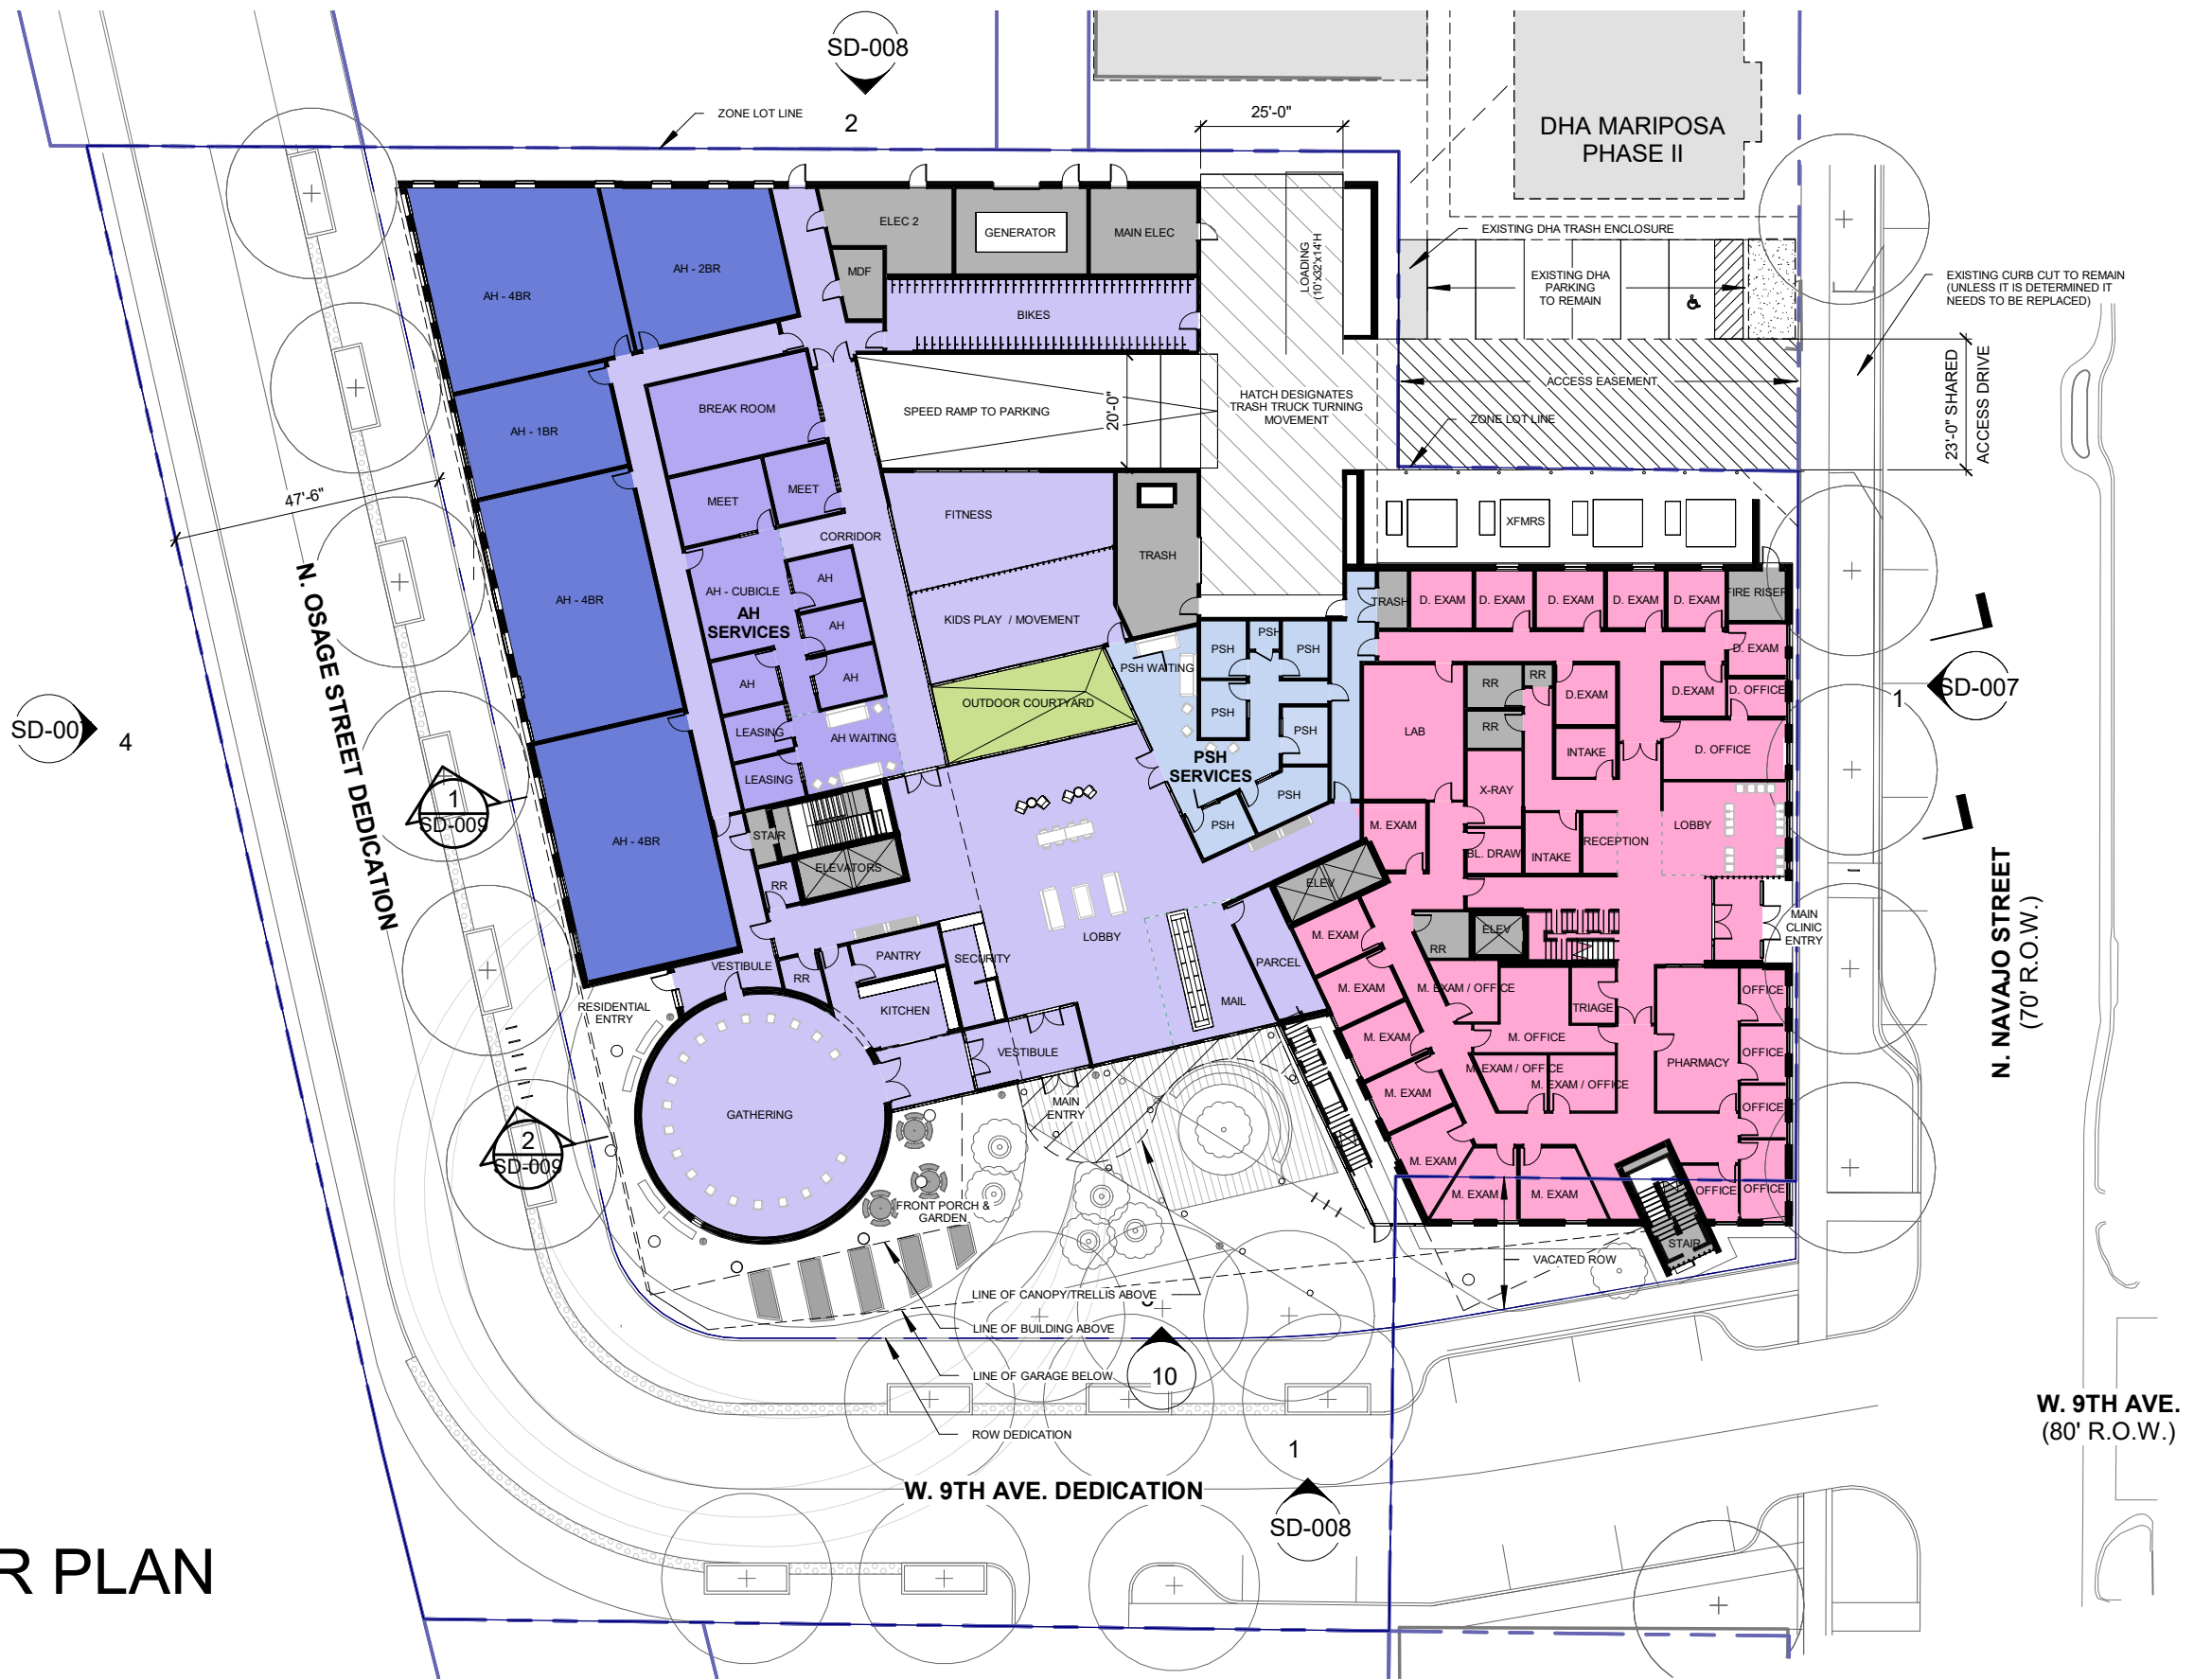 SD-008
2
ZONE LOT LINE
25'-0"
DHA MARIPOSA
PHASE II
ELEC 2
GENERATOR
MAIN ELEC
MDF
LOADING
(10'x32'x14'H
EXISTING DHA TRASH ENCLOSURE
EXISTING DHA
PARKING
TO REMAIN
EXISTING CURB CUT TO REMAIN
(UNLESS IT IS DETERMINED IT
NEEDS TO BE REPLACED)
AH - 4BR
AH - 2BR
BIKES
AH - 1BR
BREAK ROOM
SPEED RAMP TO PARKING
20'-0"
HATCH DESIGNATES
TRASH TRUCK TURNING
MOVEMENT
ACCESS EASEMENT
ZONE LOT LINE
23'-0" SHARED
ACCESS DRIVE
47'-6"
MEET
MEET
CORRIDOR
FITNESS
TRASH
XFMRS
N. OSAGE STREET DEDICATION
AH - 4BR
AH - CUBICLE
AH
SERVICES
AH
AH
AH
AH
KIDS PLAY / MOVEMENT
TRASH
D. EXAM
D. EXAM
D. EXAM
D. EXAM
D. EXAM
FIRE RISER
D. EXAM
PSH WAITING
PSH
PSH
PSH
PSH
PSH
PSH
PSH
PSH
SERVICES
OUTDOOR COURTYARD
RR
RR
RR
D.EXAM
D.EXAM
D. OFFICE
D. OFFICE
LAB
INTAKE
SD-007
1
SD-007
4
LEASING
LEASING
AH WAITING
X-RAY
LOBBY
AH - 4BR
1
SD-009
STAIR
ELEVATORS
RR
M. EXAM
BL. DRAW
INTAKE
RECEPTION
ELEV
N. NAVAJO STREET
(70' R.O.W.)
MAIN
CLINIC
ENTRY
LOBBY
M. EXAM
RR
ELEV
VESTIBULE
RR
PANTRY
SECURITY
PARCEL
KITCHEN
MAIL
M. EXAM
M. EXAM / OFFICE
TRIAGE
OFFICE
RESIDENTIAL
ENTRY
VESTIBULE
M. EXAM
M. OFFICE
PHARMACY
OFFICE
M. EXAM / OFFICE
M. EXAM / OFFICE
M. EXAM
OFFICE
GATHERING
MAIN
ENTRY
2
SD-009
M. EXAM
M. EXAM
M. EXAM
OFFICE
OFFICE
FRONT PORCH &
GARDEN
STAIR
VACATED ROW
LINE OF CANOPY/TRELLIS ABOVE
LINE OF BUILDING ABOVE
LINE OF GARAGE BELOW
10
ROW DEDICATION
1
W. 9TH AVE.
(80' R.O.W.)
W. 9TH AVE. DEDICATION
SD-008
R PLAN